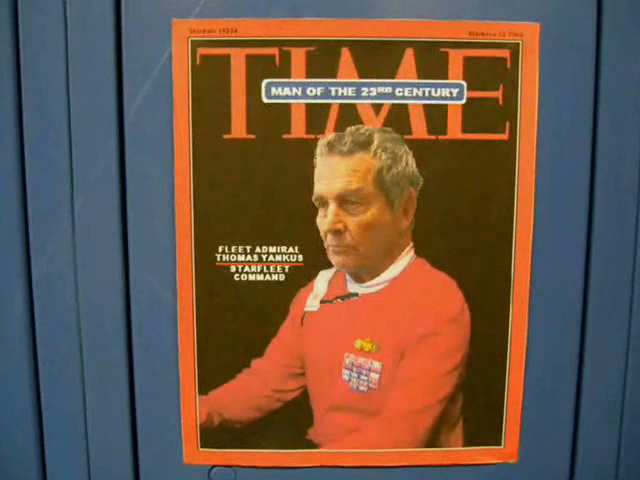 TIME
MAN OF THE 23RD CENTURY
FLEET ADMIRAL
THOMAS YANKUS
STARFLEET
COMMAND